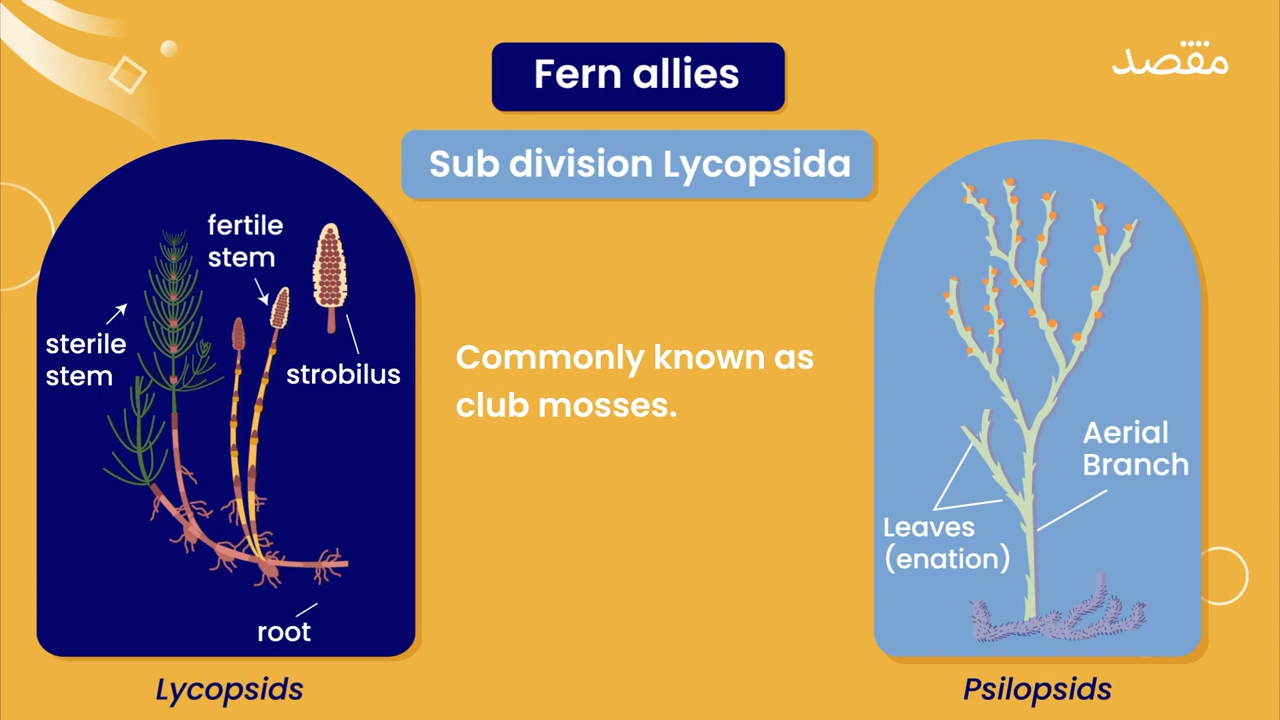 Fern allies
مقصد
Sub division Lycopsida
fertile
stem
sterile
stem
strobilus
root
Lycopsids
Commonly known as
club mosses.
Aerial
Branch
Leaves
(enation)
Psilopsids